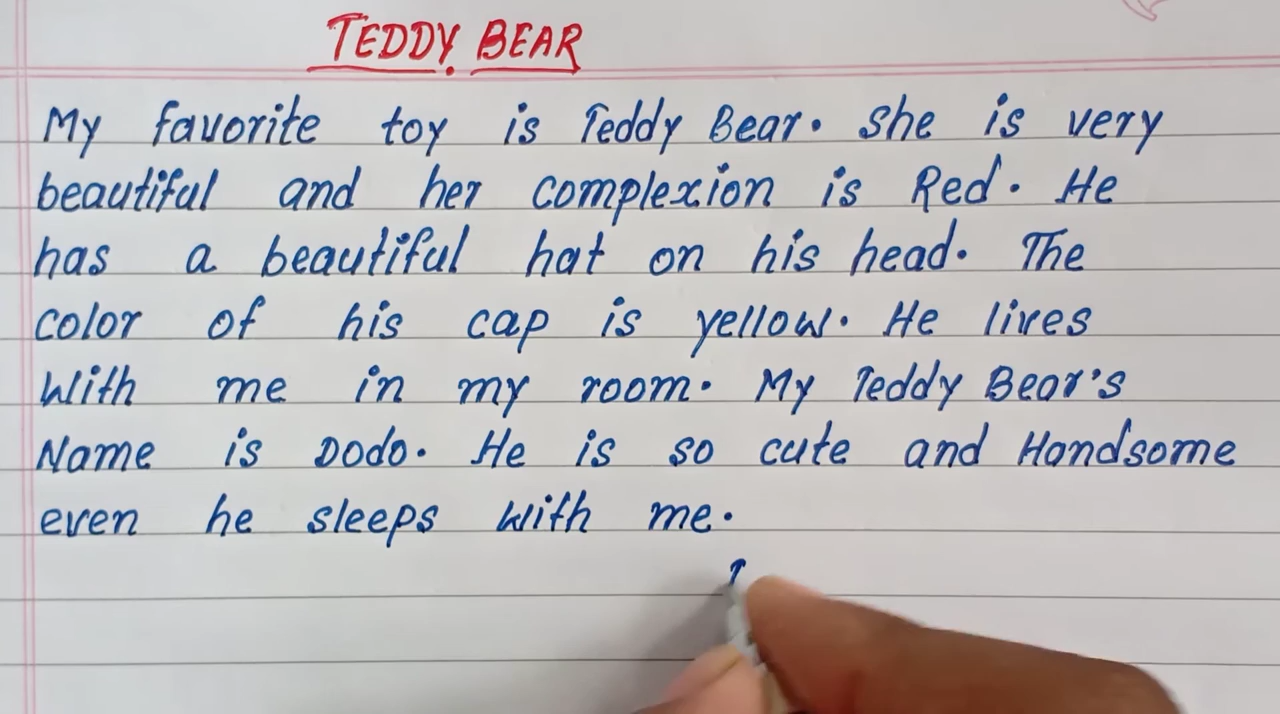 TEDDY BEAR
My favorite toy is Teddy Bear. She is very
beautiful and her complexion is Red. He
has a beautiful hat on his head. The
color of his cap is yellow. He lives
With me in my room. My Teddy Bear's
Name is Dodo. He is so cute and Handsome
even he sleeps with me.